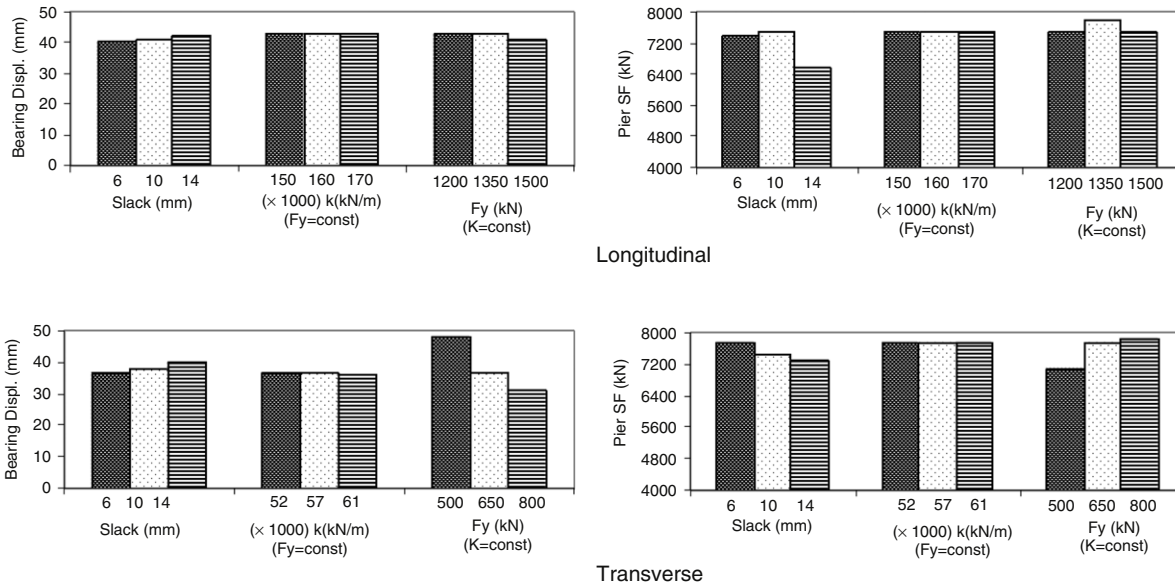 Bearing Displ. (mm)
50
40
30
20
10
0
6 10 14
Slack (mm)
150 160 170
(× 1000) k(kN/m)
(Fy=const)
1200 1350 1500
Fy (kN)
(K=const)
Pier SF (kN)
8000
7200
6400
5600
4800
4000
6 10 14
Slack (mm)
150 160 170
(× 1000) k(kN/m)
(Fy=const)
1200 1350 1500
Fy (kN)
(K=const)
Longitudinal
Bearing Displ. (mm)
50
40
30
20
10
0
6 10 14
Slack (mm)
52 57 61
(× 1000) k(kN/m)
(Fy=const)
500 650 800
Fy (kN)
(K=const)
Pier SF (kN)
8000
7200
6400
5600
4800
4000
6 10 14
Slack (mm)
52 57 61
(× 1000) k(kN/m)
(Fy=const)
500 650 800
Fy (kN)
(K=const)
Transverse